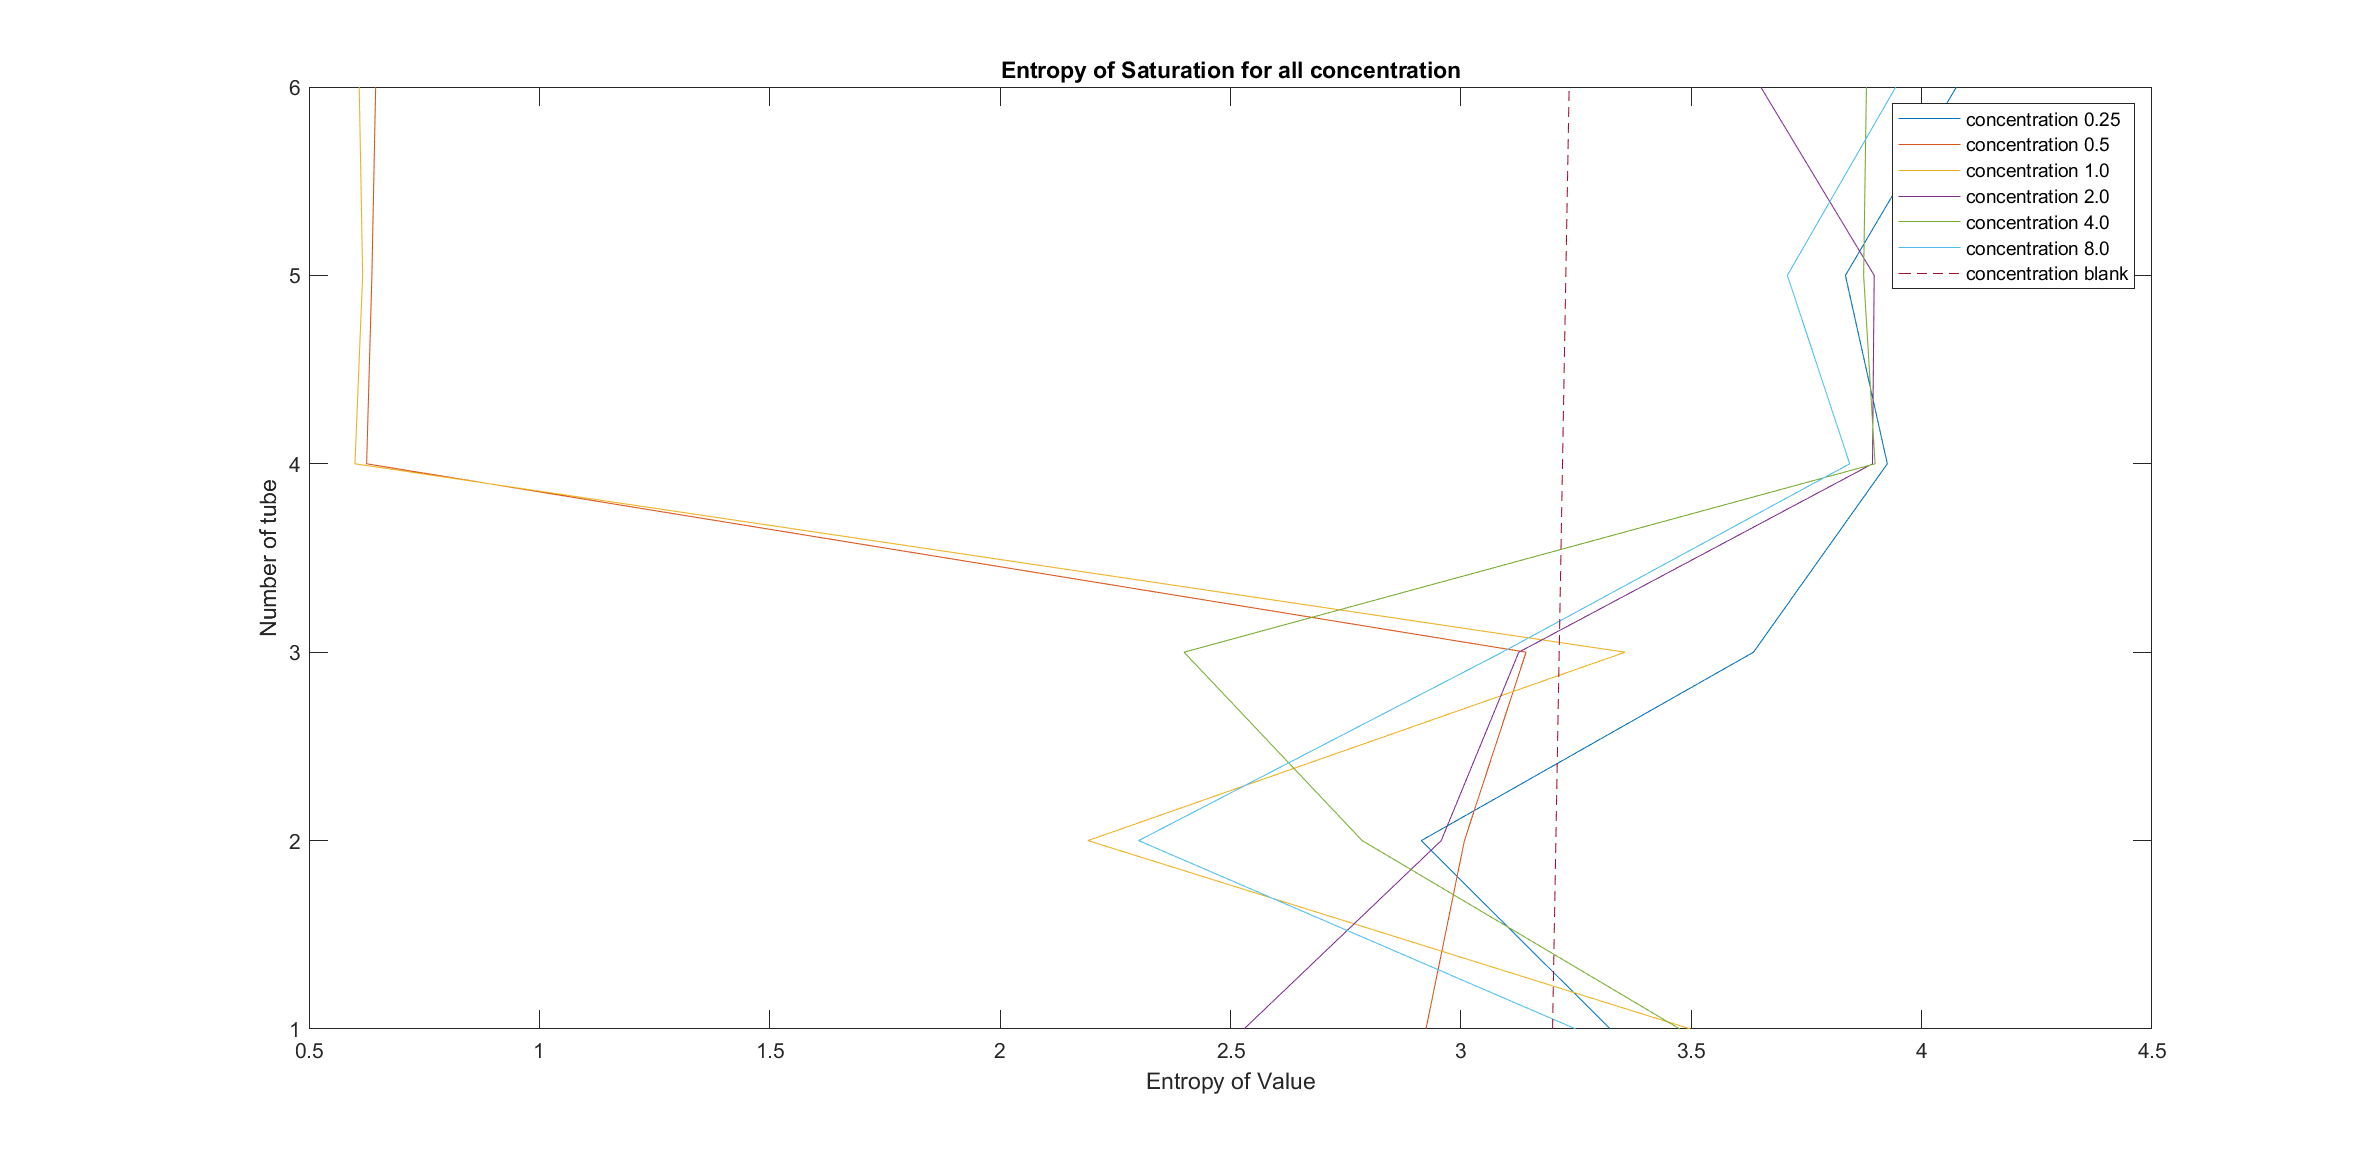 Entropy of Saturation for all concentration
6
5
4
3
2
1
Number of tube
0.5 1 1.5 2 2.5 3 3.5 4 4.5
Entropy of Value
concentration 0.25
concentration 0.5
concentration 1.0
concentration 2.0
concentration 4.0
concentration 8.0
concentration blank